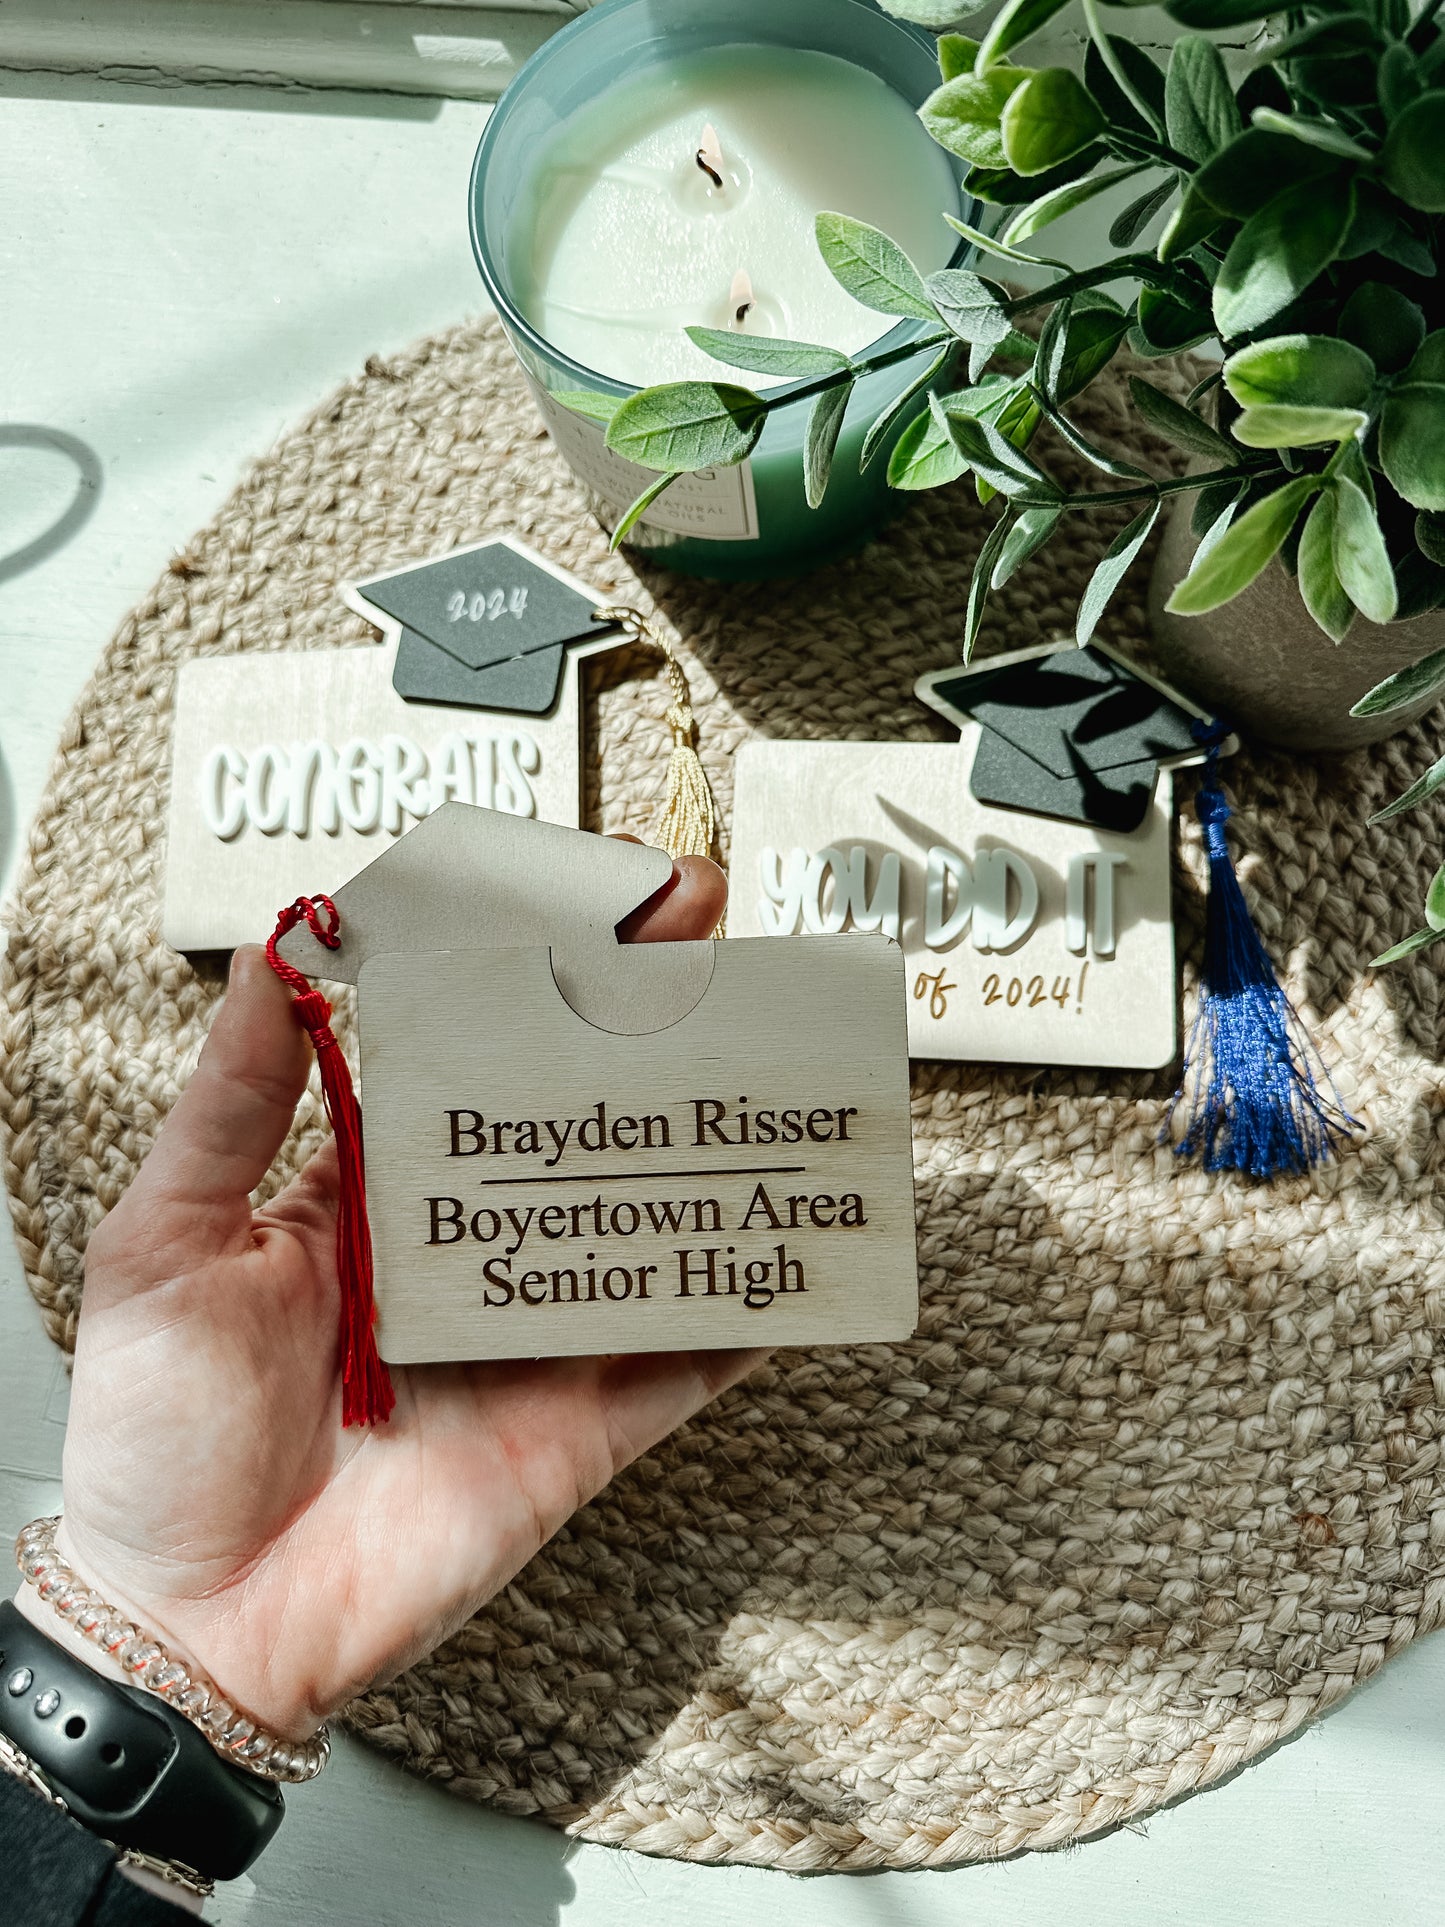 2024
CONGRATS
YOU DID IT
of 2024!
Brayden Risser
Boyertown Area
Senior High